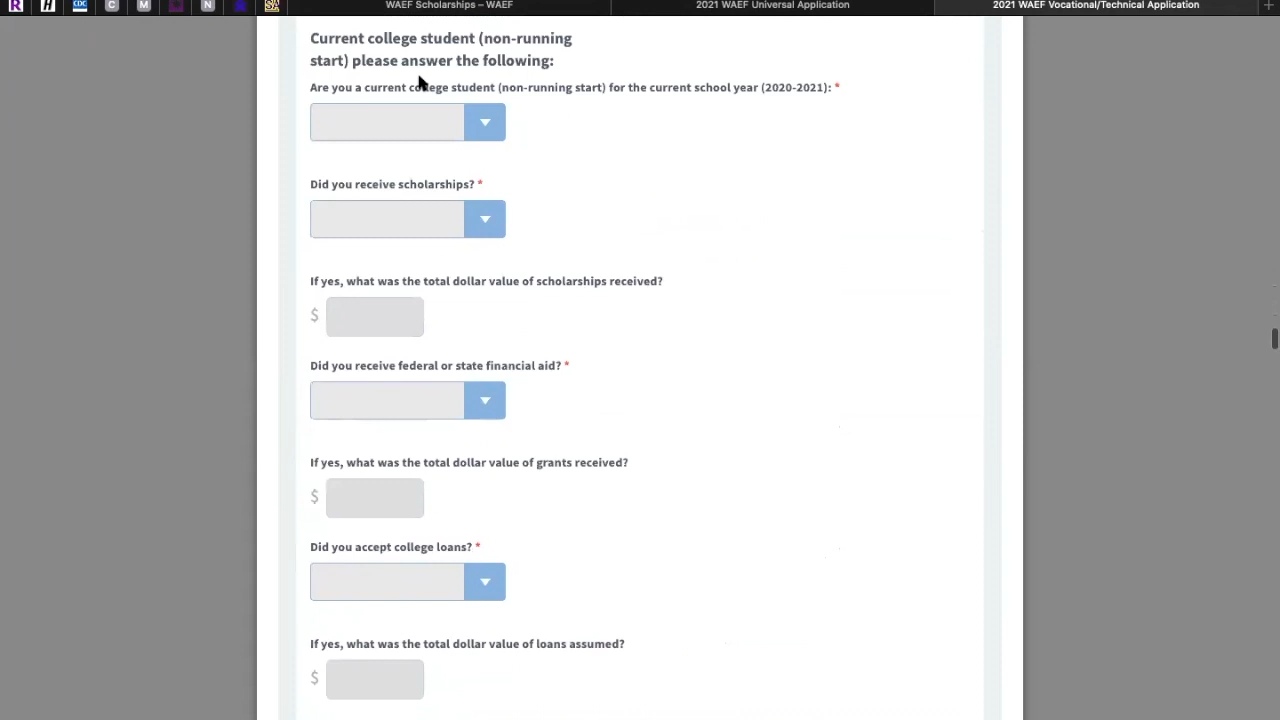 R H CDC C M N SA
WAEF Scholarships – WAEF
2021 WAEF Universal Application
2021 WAEF Vocational/Technical Application
Current college student (non-running
start) please answer the following:
Are you a current college student (non-running start) for the current school year (2020-2021): *
Did you receive scholarships? *
If yes, what was the total dollar value of scholarships received?
$
Did you receive federal or state financial aid? *
If yes, what was the total dollar value of grants received?
$
Did you accept college loans? *
If yes, what was the total dollar value of loans assumed?
$